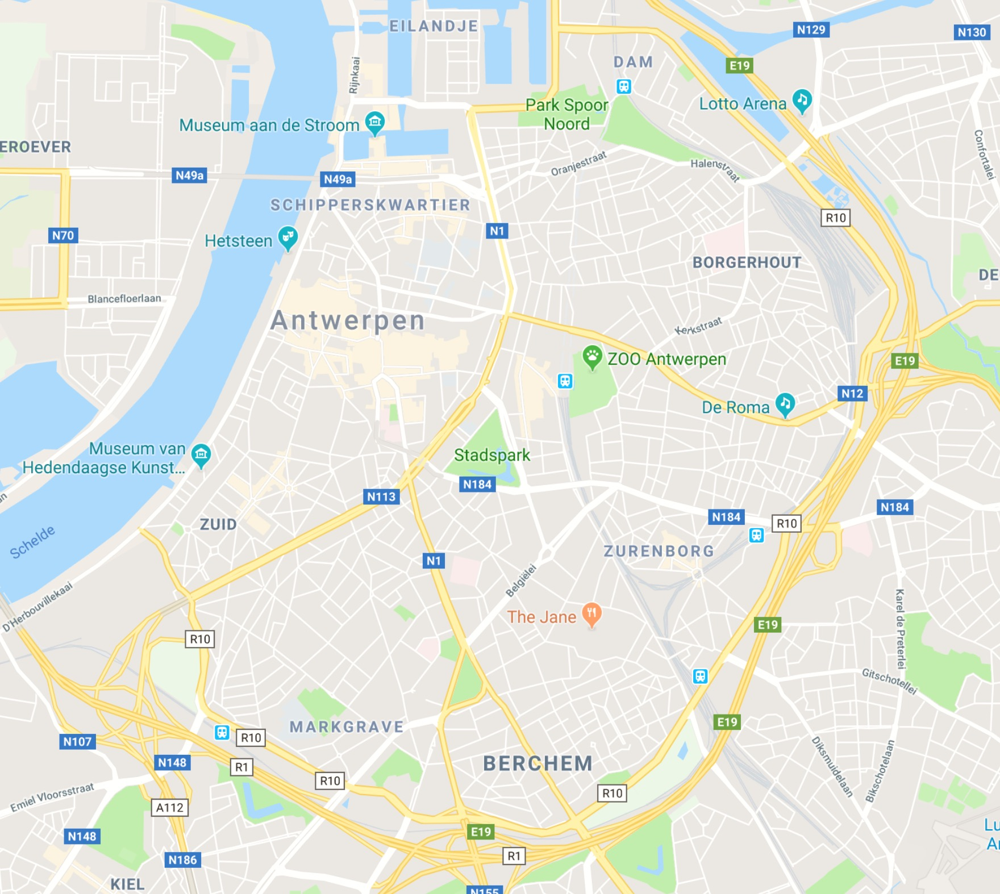 EILANDJE
N129
N130
DAM
E19
Rijnkaai
Park Spoor
Noord
Lotto Arena
Museum aan de Stroom
EROEVER
Confortalei
Oranjestraat
Halenstraat
N49a
N49a
SCHIPPERSKWARTIER
R10
N70
N1
Hetsteen
BORGERHOUT
DE
Blancefloerlaan
Antwerpen
Kerkstraat
ZOO Antwerpen
E19
N12
De Roma
Museum van
Hedendaagse Kunst...
Stadspark
N184
N113
N184
N184
R10
ZUID
Schelde
ZURENBORG
N1
Belgiëlei
D'Herbouvillekaai
The Jane
E19
Karel de Preterlei
R10
Gitschotellei
MARKGRAVE
E19
R10
N107
N148
R1
BERCHEM
Diksmuidelaan
Bikschotelaan
R10
R10
Emiel Vloorsstraat
A112
N148
E19
Lu
N186
R1
KIEL
N155